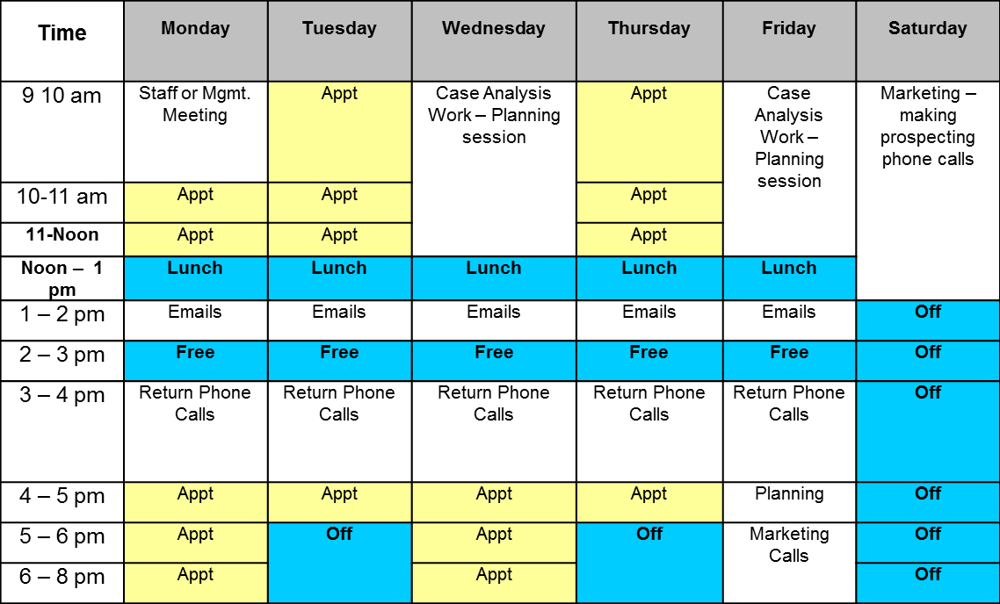 Time Monday Tuesday Wednesday Thursday Friday Saturday
9 10 am Staff or Mgmt. Appt Case Analysis Appt Case Marketing –
Meeting Work – Planning Analysis making
session Work – prospecting
Planning phone calls
session
10-11 am Appt Appt Appt
11-Noon Appt Appt Appt
Noon – 1 Lunch Lunch Lunch Lunch Lunch
pm
1 – 2 pm Emails Emails Emails Emails Emails Off
2 – 3 pm Free Free Free Free Free Off
3 – 4 pm Return Phone Return Phone Return Phone Return Phone Return Phone Off
Calls Calls Calls Calls Calls
4 – 5 pm Appt Appt Appt Appt Planning Off
5 – 6 pm Appt Off Appt Off Marketing Off
Calls
6 – 8 pm Appt Appt Off